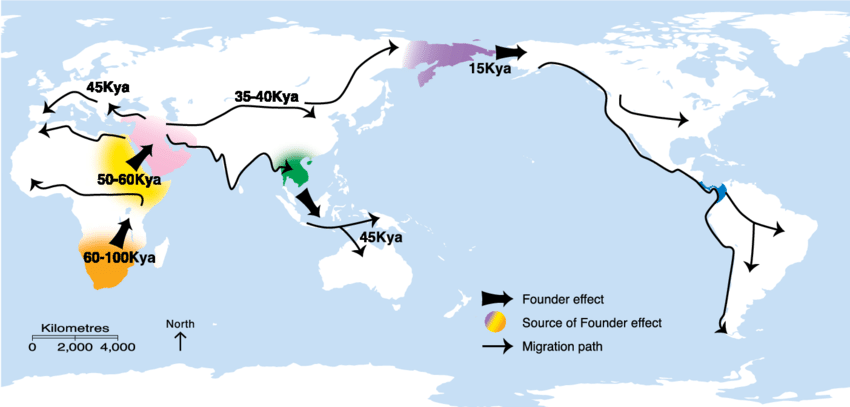 45Kya
35-40Kya
15Kya
50-60Kya
45Kya
60-100Kya
Founder effect
Source of Founder effect
Migration path
Kilometres
0 2,000 4,000
North